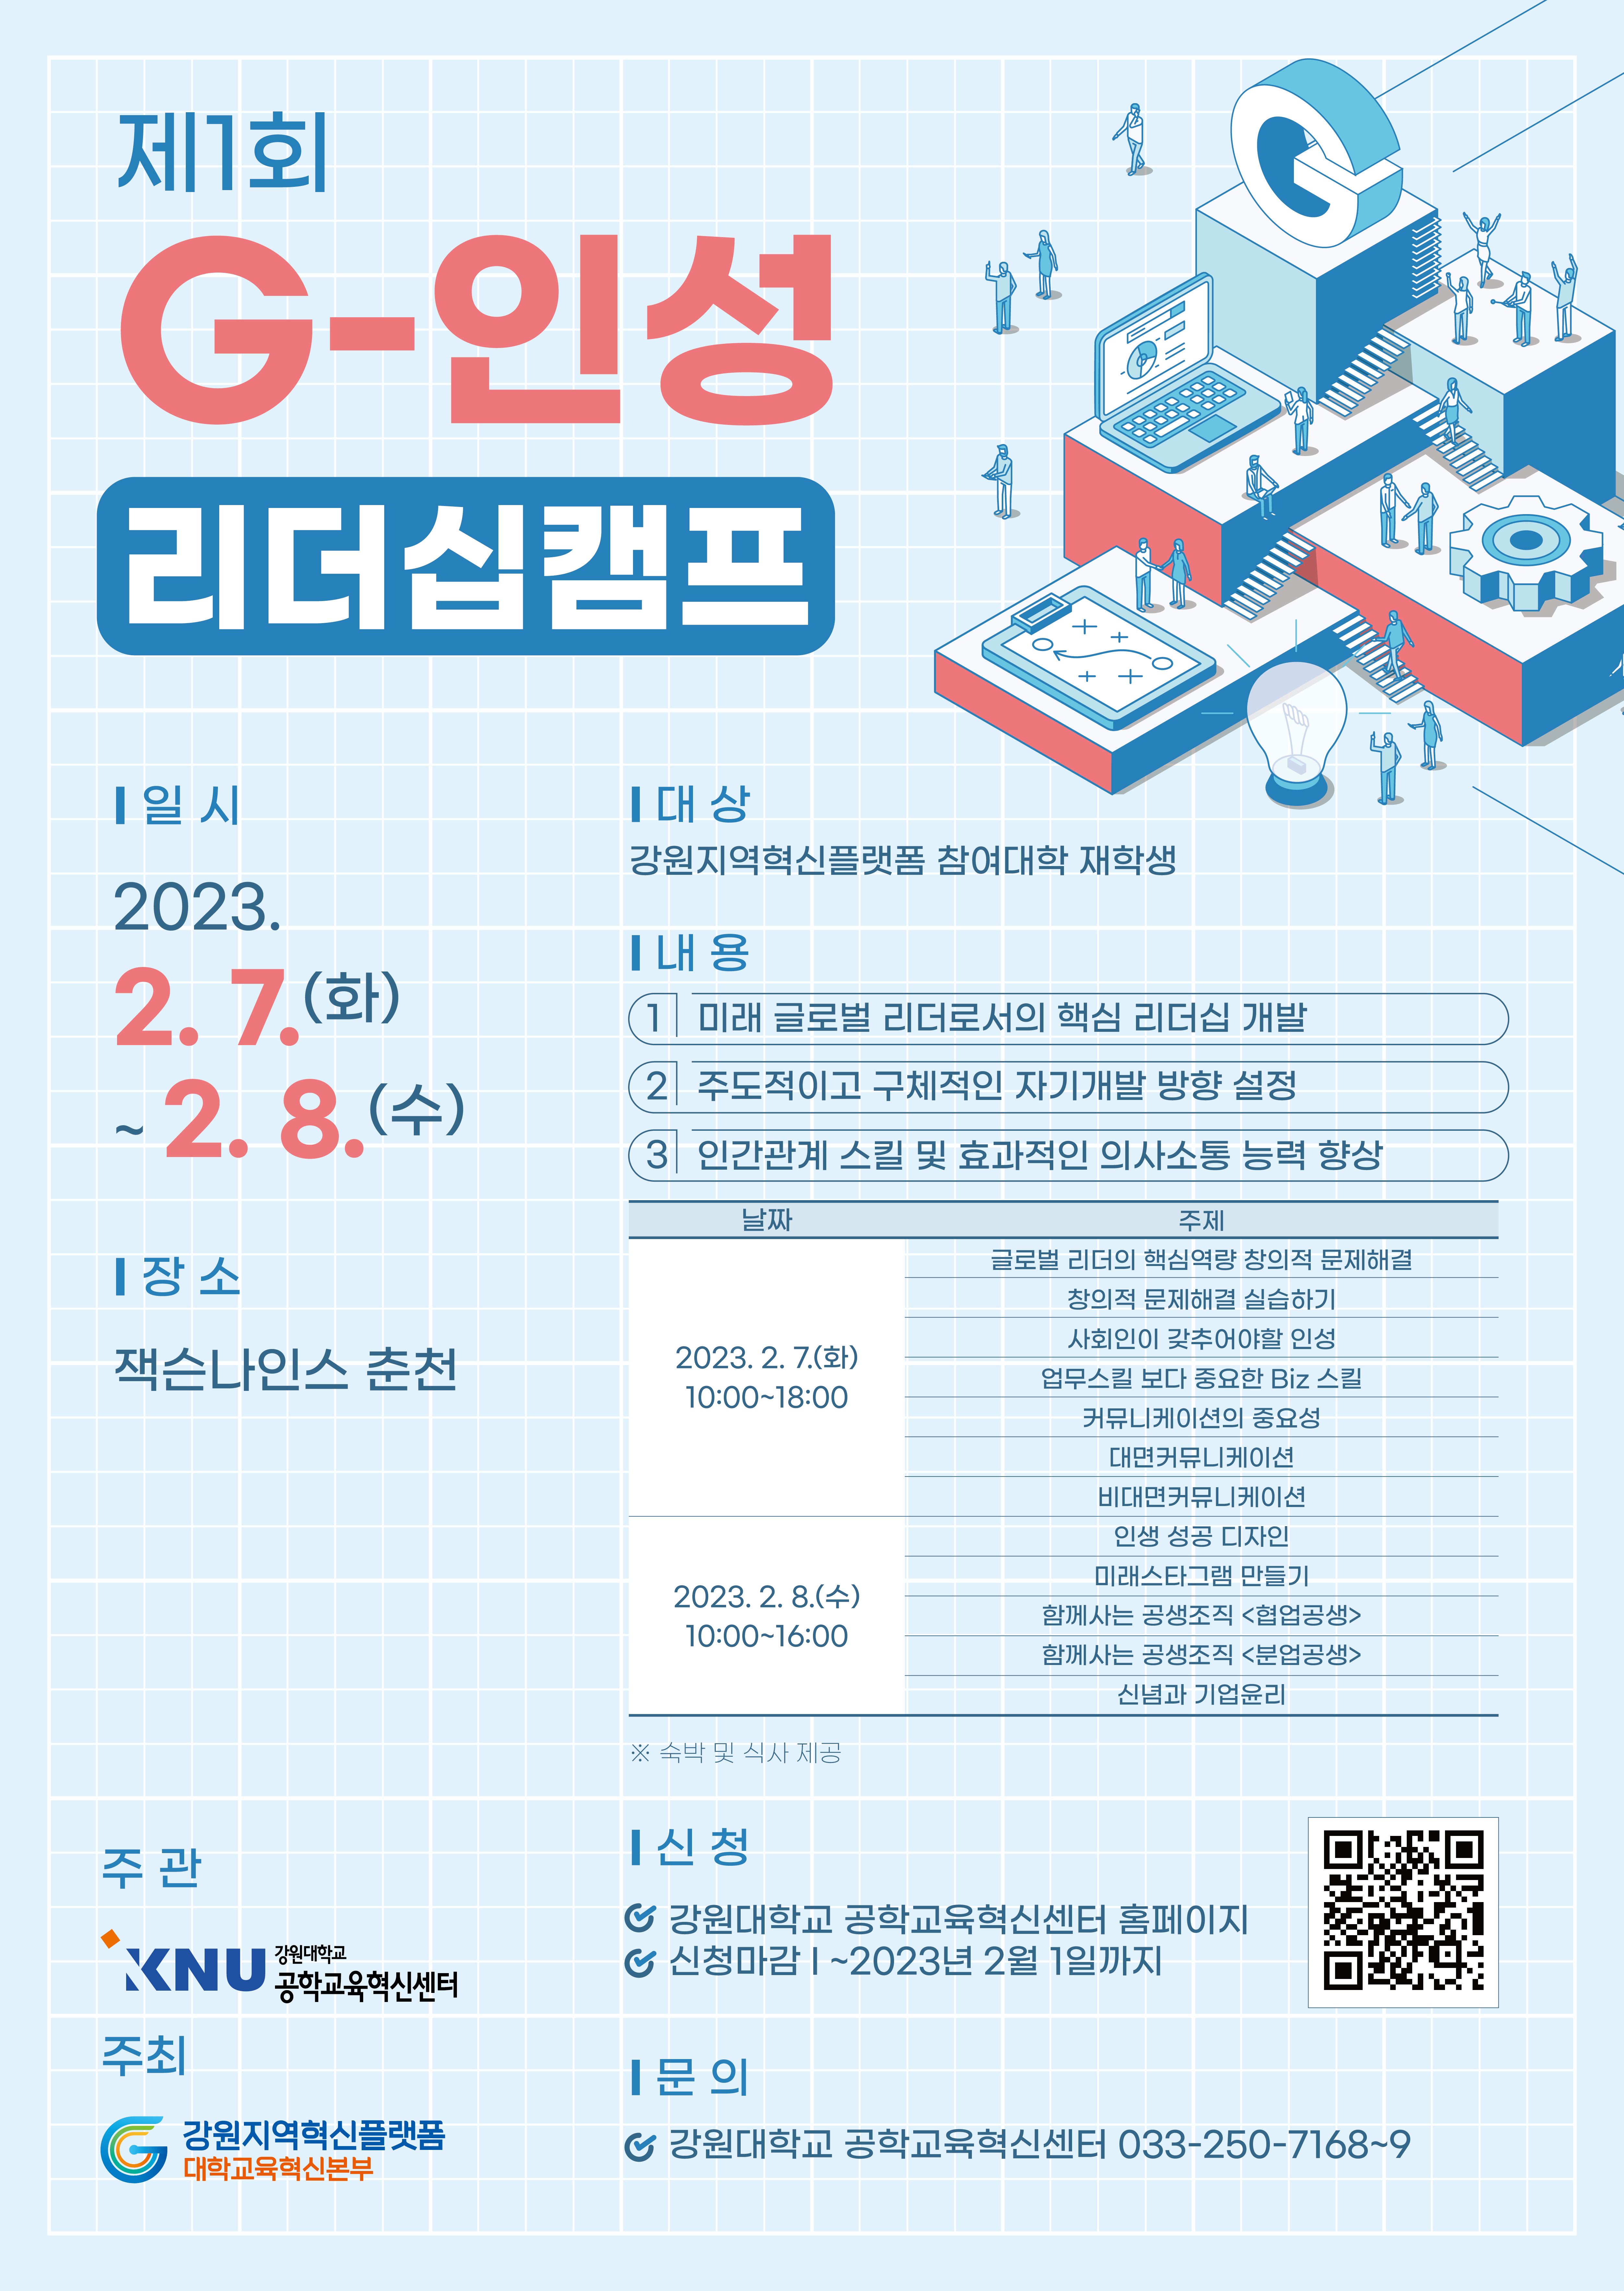 제1회
G-인성
리더십캠프
일 시
2023.
2. 7.(화)
~ 2. 8.(수)
장 소
잭슨나인스 춘천
대 상
강원지역혁신플랫폼 참여대학 재학생
내 용
1 미래 글로벌 리더로서의 핵심 리더십 개발
2 주도적이고 구체적인 자기개발 방향 설정
3 인간관계 스킬 및 효과적인 의사소통 능력 향상
날짜 주제
2023. 2. 7.(화)
10:00~18:00
글로벌 리더의 핵심역량 창의적 문제해결
창의적 문제해결 실습하기
사회인이 갖추어야할 인성
업무스킬 보다 중요한 Biz 스킬
커뮤니케이션의 중요성
대면커뮤니케이션
비대면커뮤니케이션
2023. 2. 8.(수)
10:00~16:00
인생 성공 디자인
미래스타그램 만들기
함께사는 공생조직 <협업공생>
함께사는 공생조직 <분업공생>
신념과 기업윤리
※ 숙박 및 식사 제공
주 관
KNU 강원대학교
공학교육혁신센터
주최
강원지역혁신플랫폼
대학교육혁신본부
신 청
강원대학교 공학교육혁신센터 홈페이지
신청마감 I ~2023년 2월 1일까지
문 의
강원대학교 공학교육혁신센터 033-250-7168~9